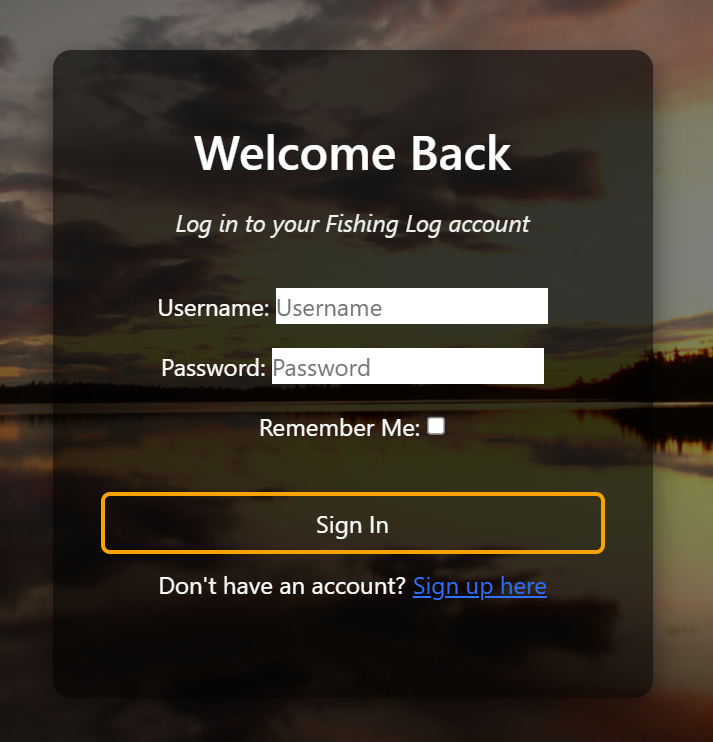 Welcome Back
Log in to your Fishing Log account
Username: Username
Password: Password
Remember Me:
Sign In
Don't have an account? Sign up here